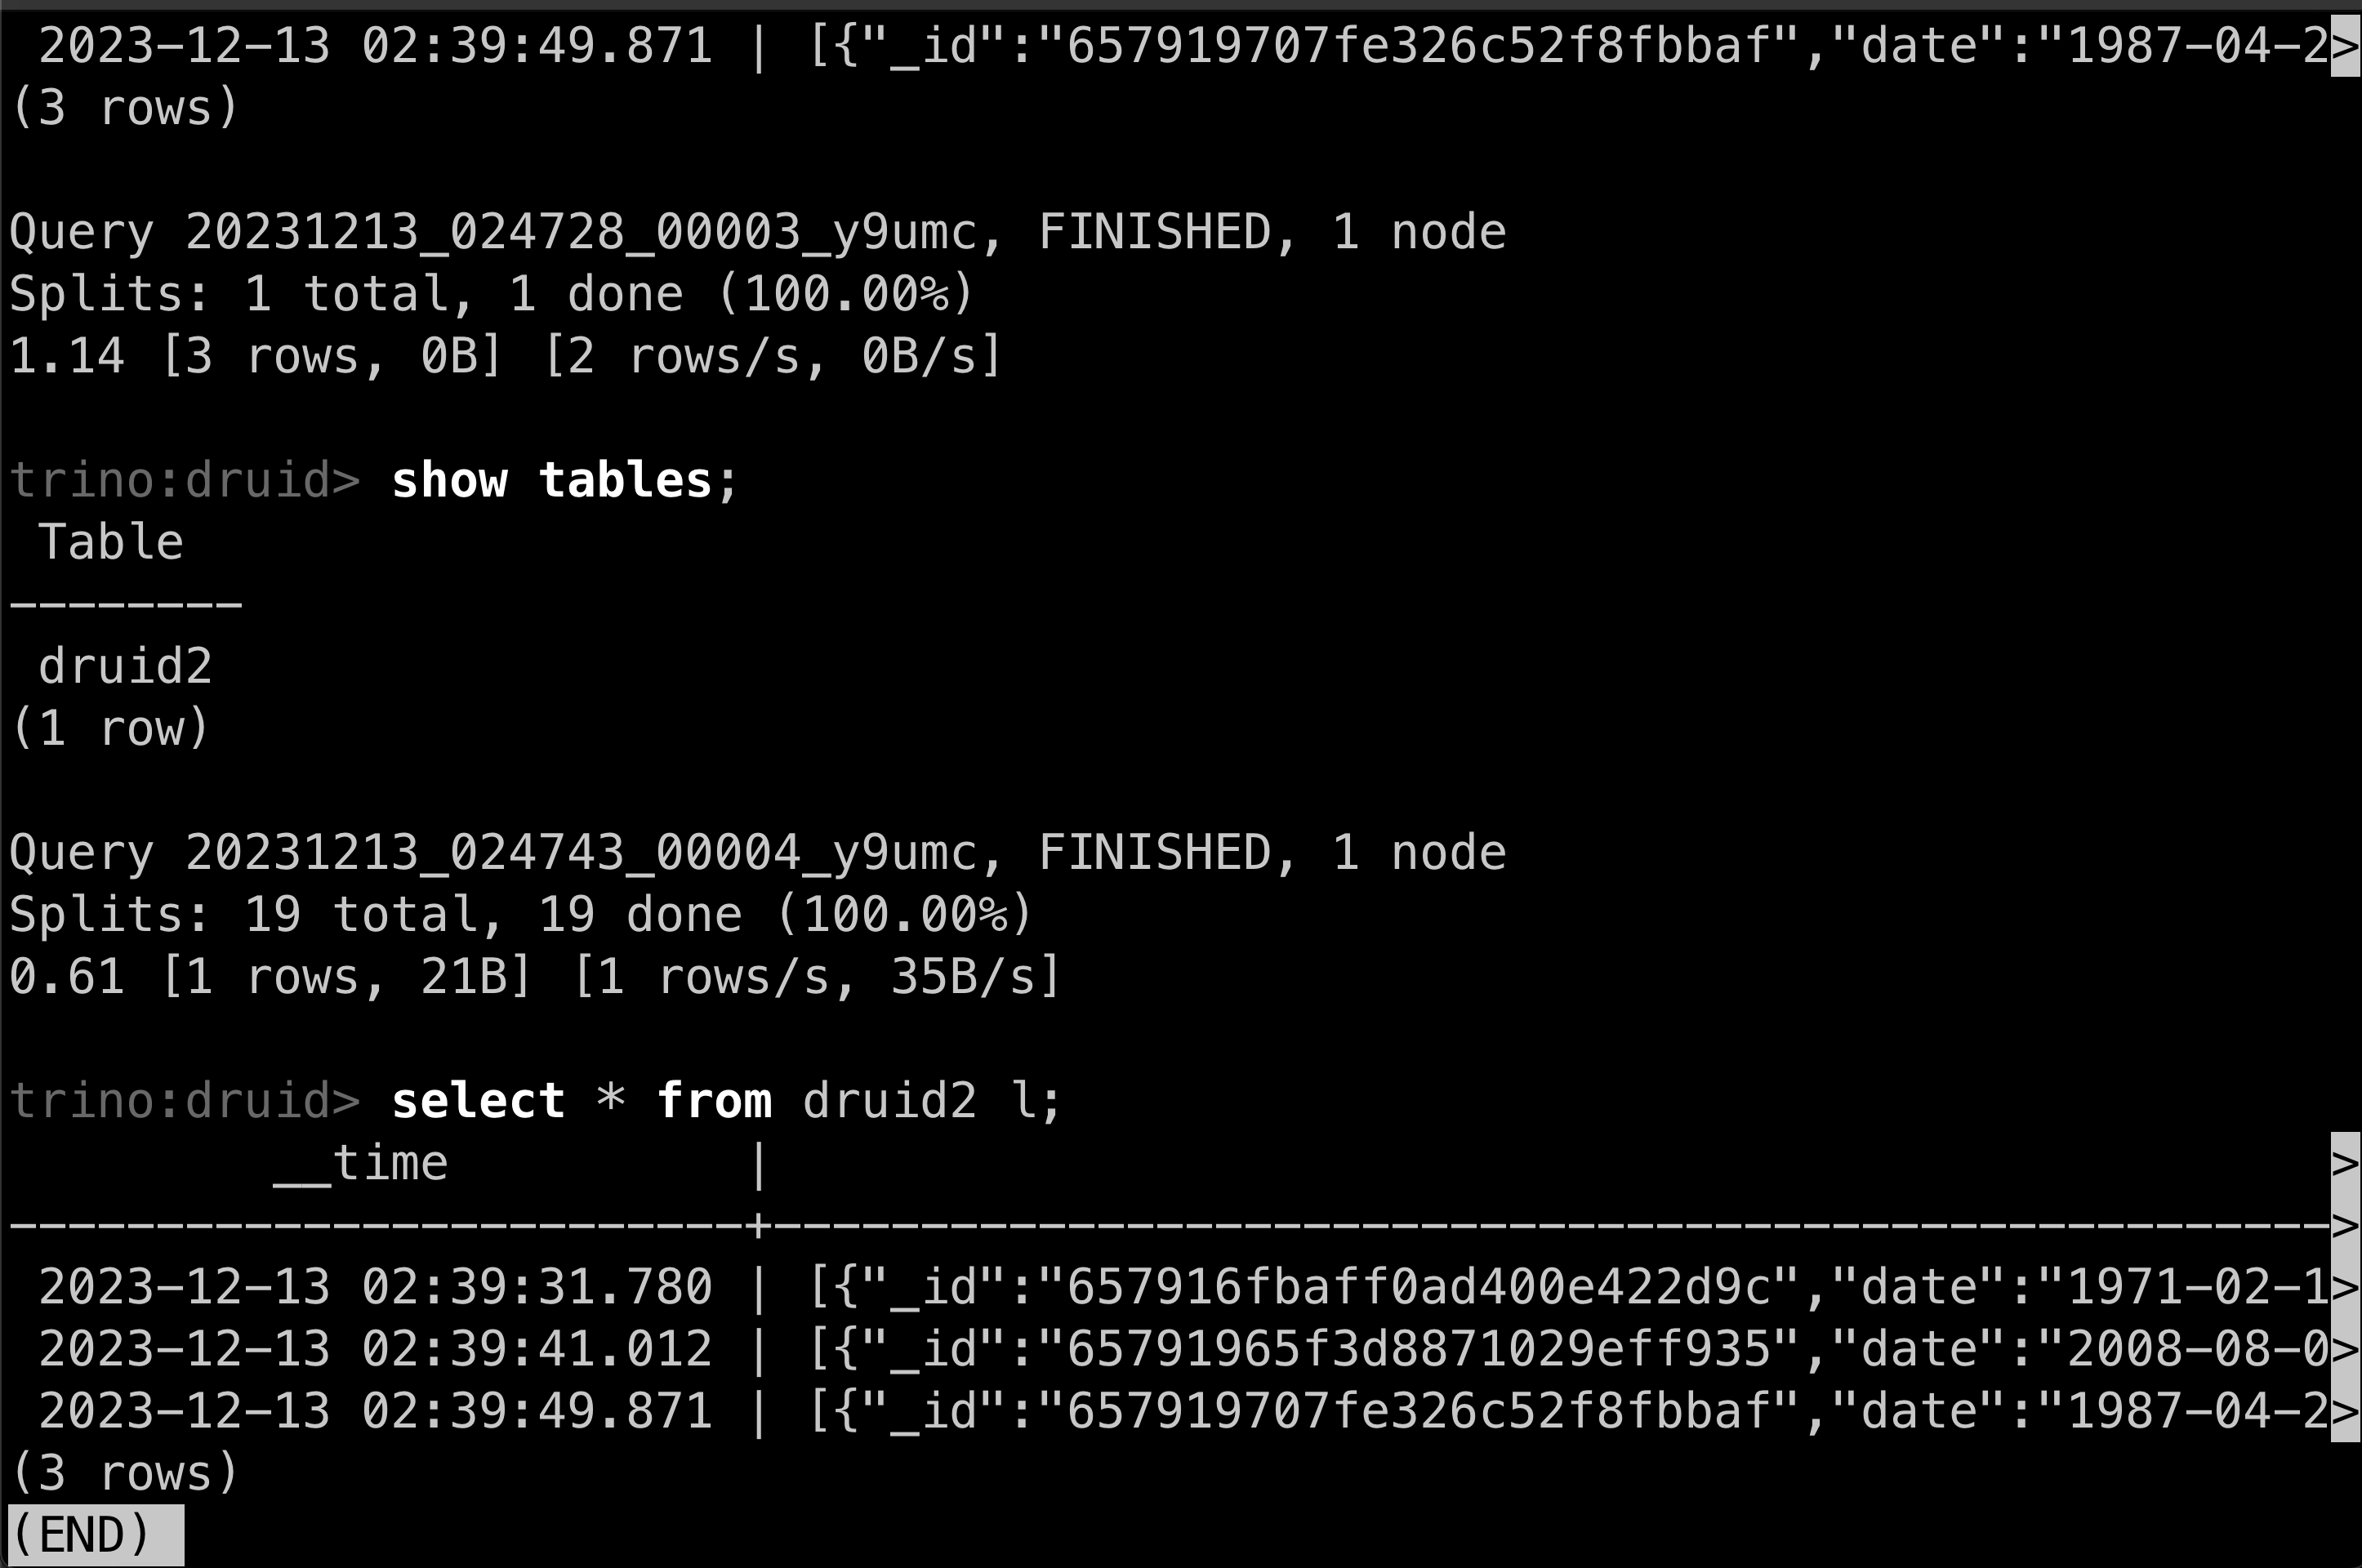 2023-12-13 02:39:49.871 | [{"_id":"657919707fe326c52f8fbbaf","date":"1987-04-2>
(3 rows)
Query 20231213_024728_00003_y9umc, FINISHED, 1 node
Splits: 1 total, 1 done (100.00%)
1.14 [3 rows, 0B] [2 rows/s, 0B/s]
trino:druid> show tables;
Table
--------
druid2
(1 row)
Query 20231213_024743_00004_y9umc, FINISHED, 1 node
Splits: 19 total, 19 done (100.00%)
0.61 [1 rows, 21B] [1 rows/s, 35B/s]
trino:druid> select * from druid2 l;
__time | >
-------------------------+----------------------------------------------------->
2023-12-13 02:39:31.780 | [{"_id":"657916fbaff0ad400e422d9c","date":"1971-02-1>
2023-12-13 02:39:41.012 | [{"_id":"65791965f3d8871029eff935","date":"2008-08-0>
2023-12-13 02:39:49.871 | [{"_id":"657919707fe326c52f8fbbaf","date":"1987-04-2>
(3 rows)
(END)